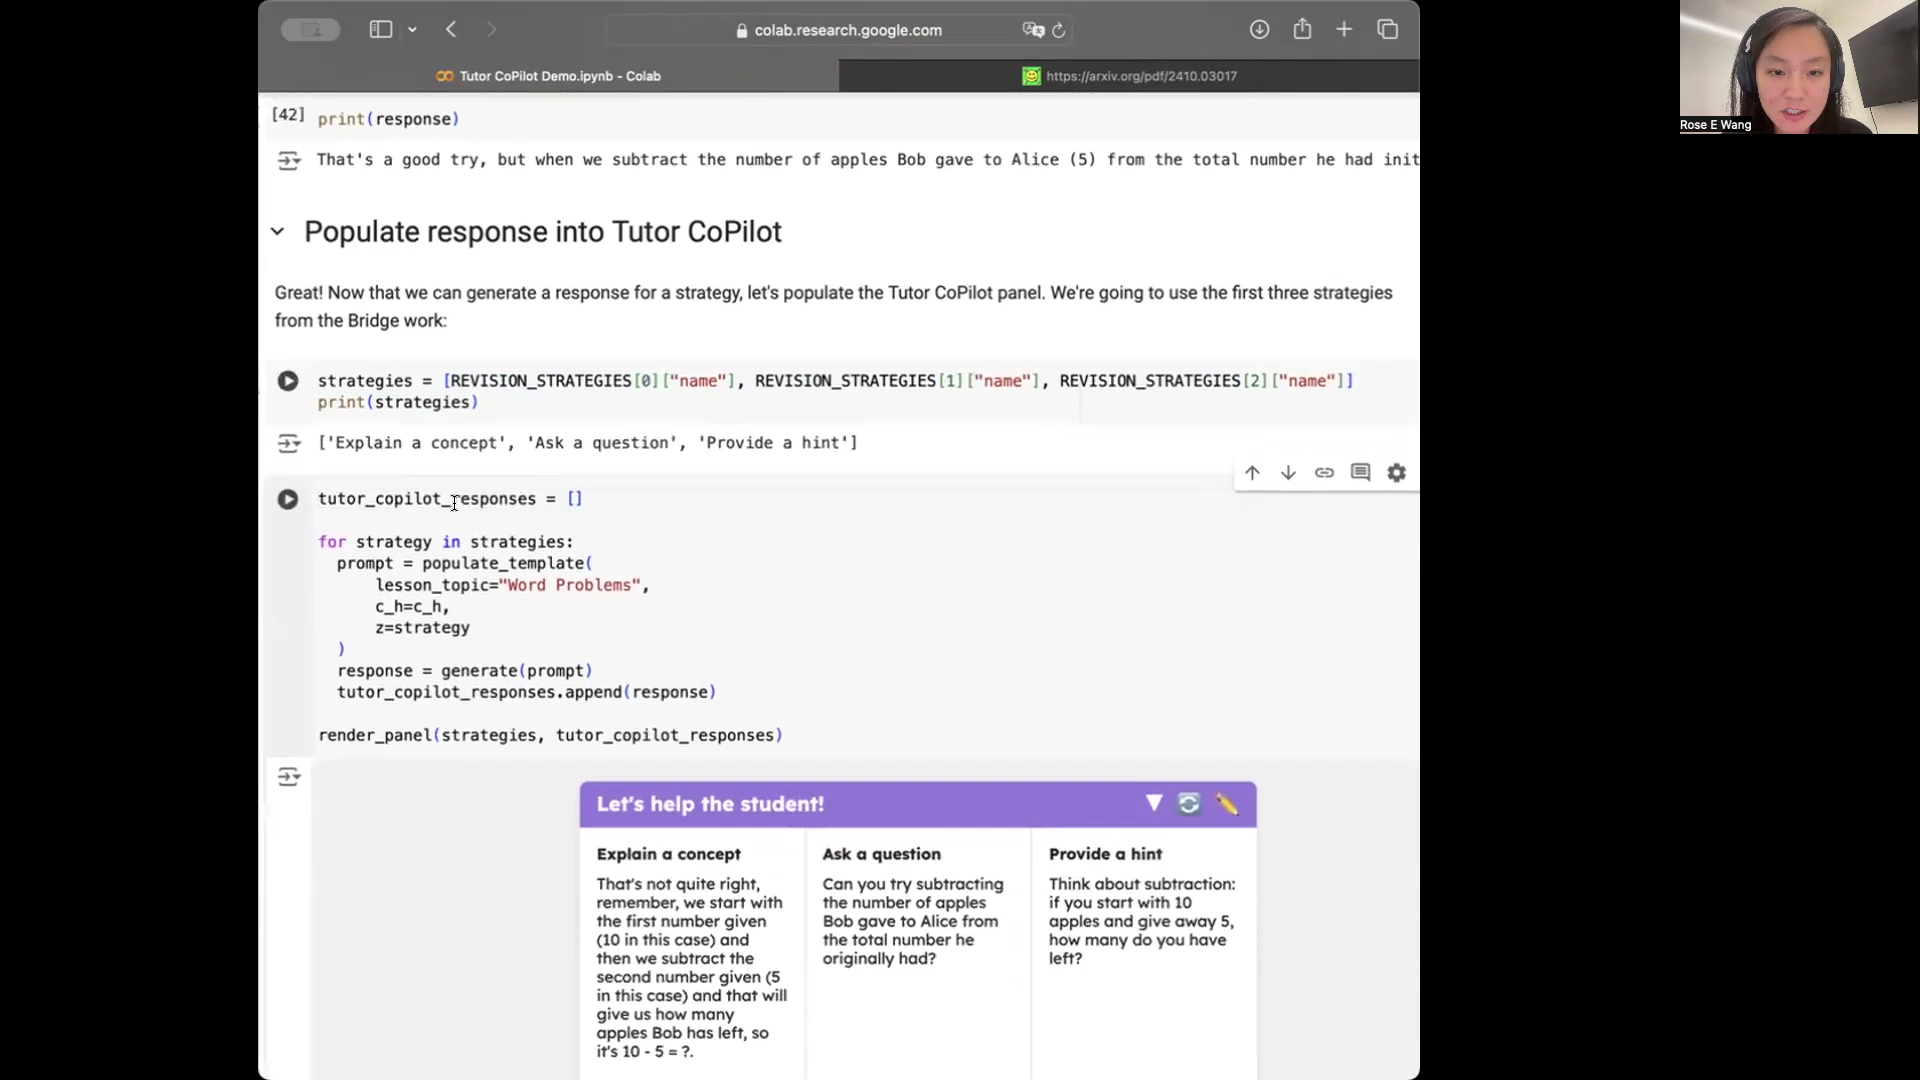 colab.research.google.com
Tutor CoPilot Demo.ipynb - Colab
https://arxiv.org/pdf/2410.03017
Rose E Wang
[42] print(response)
That's a good try, but when we subtract the number of apples Bob gave to Alice (5) from the total number he had init
Populate response into Tutor CoPilot
Great! Now that we can generate a response for a strategy, let's populate the Tutor CoPilot panel. We're going to use the first three strategies
from the Bridge work:
strategies = [REVISION_STRATEGIES[0]["name"], REVISION_STRATEGIES[1]["name"], REVISION_STRATEGIES[2]["name"]]
print(strategies)
['Explain a concept', 'Ask a question', 'Provide a hint']
tutor_copilot_responses = []
for strategy in strategies:
  prompt = populate_template(
      lesson_topic="Word Problems",
      c_h=c_h,
      z=strategy
  )
  response = generate(prompt)
  tutor_copilot_responses.append(response)
render_panel(strategies, tutor_copilot_responses)
Let's help the student!
Explain a concept
That's not quite right,
remember, we start with
the first number given
(10 in this case) and
then we subtract the
second number given (5
in this case) and that will
give us how many
apples Bob has left, so
it's 10 - 5 = ?.
Ask a question
Can you try subtracting
the number of apples
Bob gave to Alice from
the total number he
originally had?
Provide a hint
Think about subtraction:
if you start with 10
apples and give away 5,
how many do you have
left?